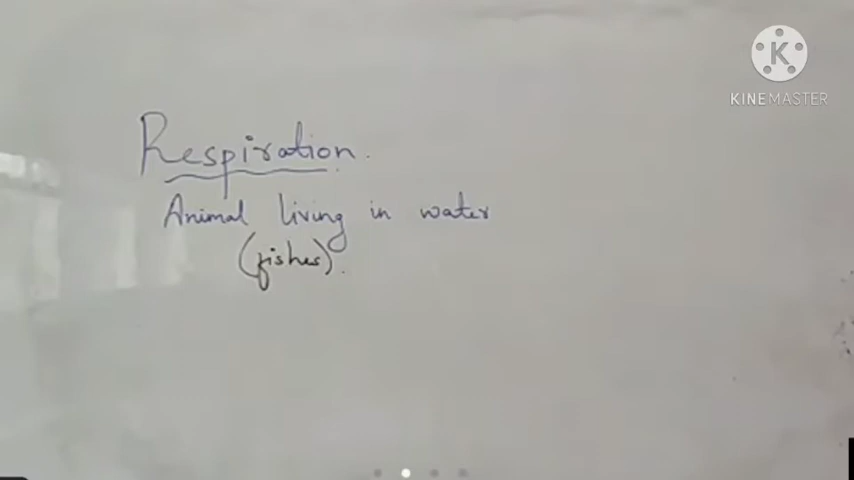 K
KINEMASTER
Respiration.
Animal living in water
(fishes).